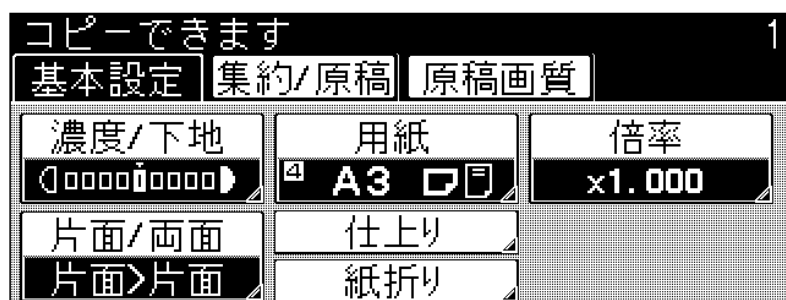 コピーできます 1
基本設定 集約/原稿 原稿画質
濃度/下地 用紙 倍率
4 A3 x1.000
片面/両面 仕上り
片面>片面 紙折り